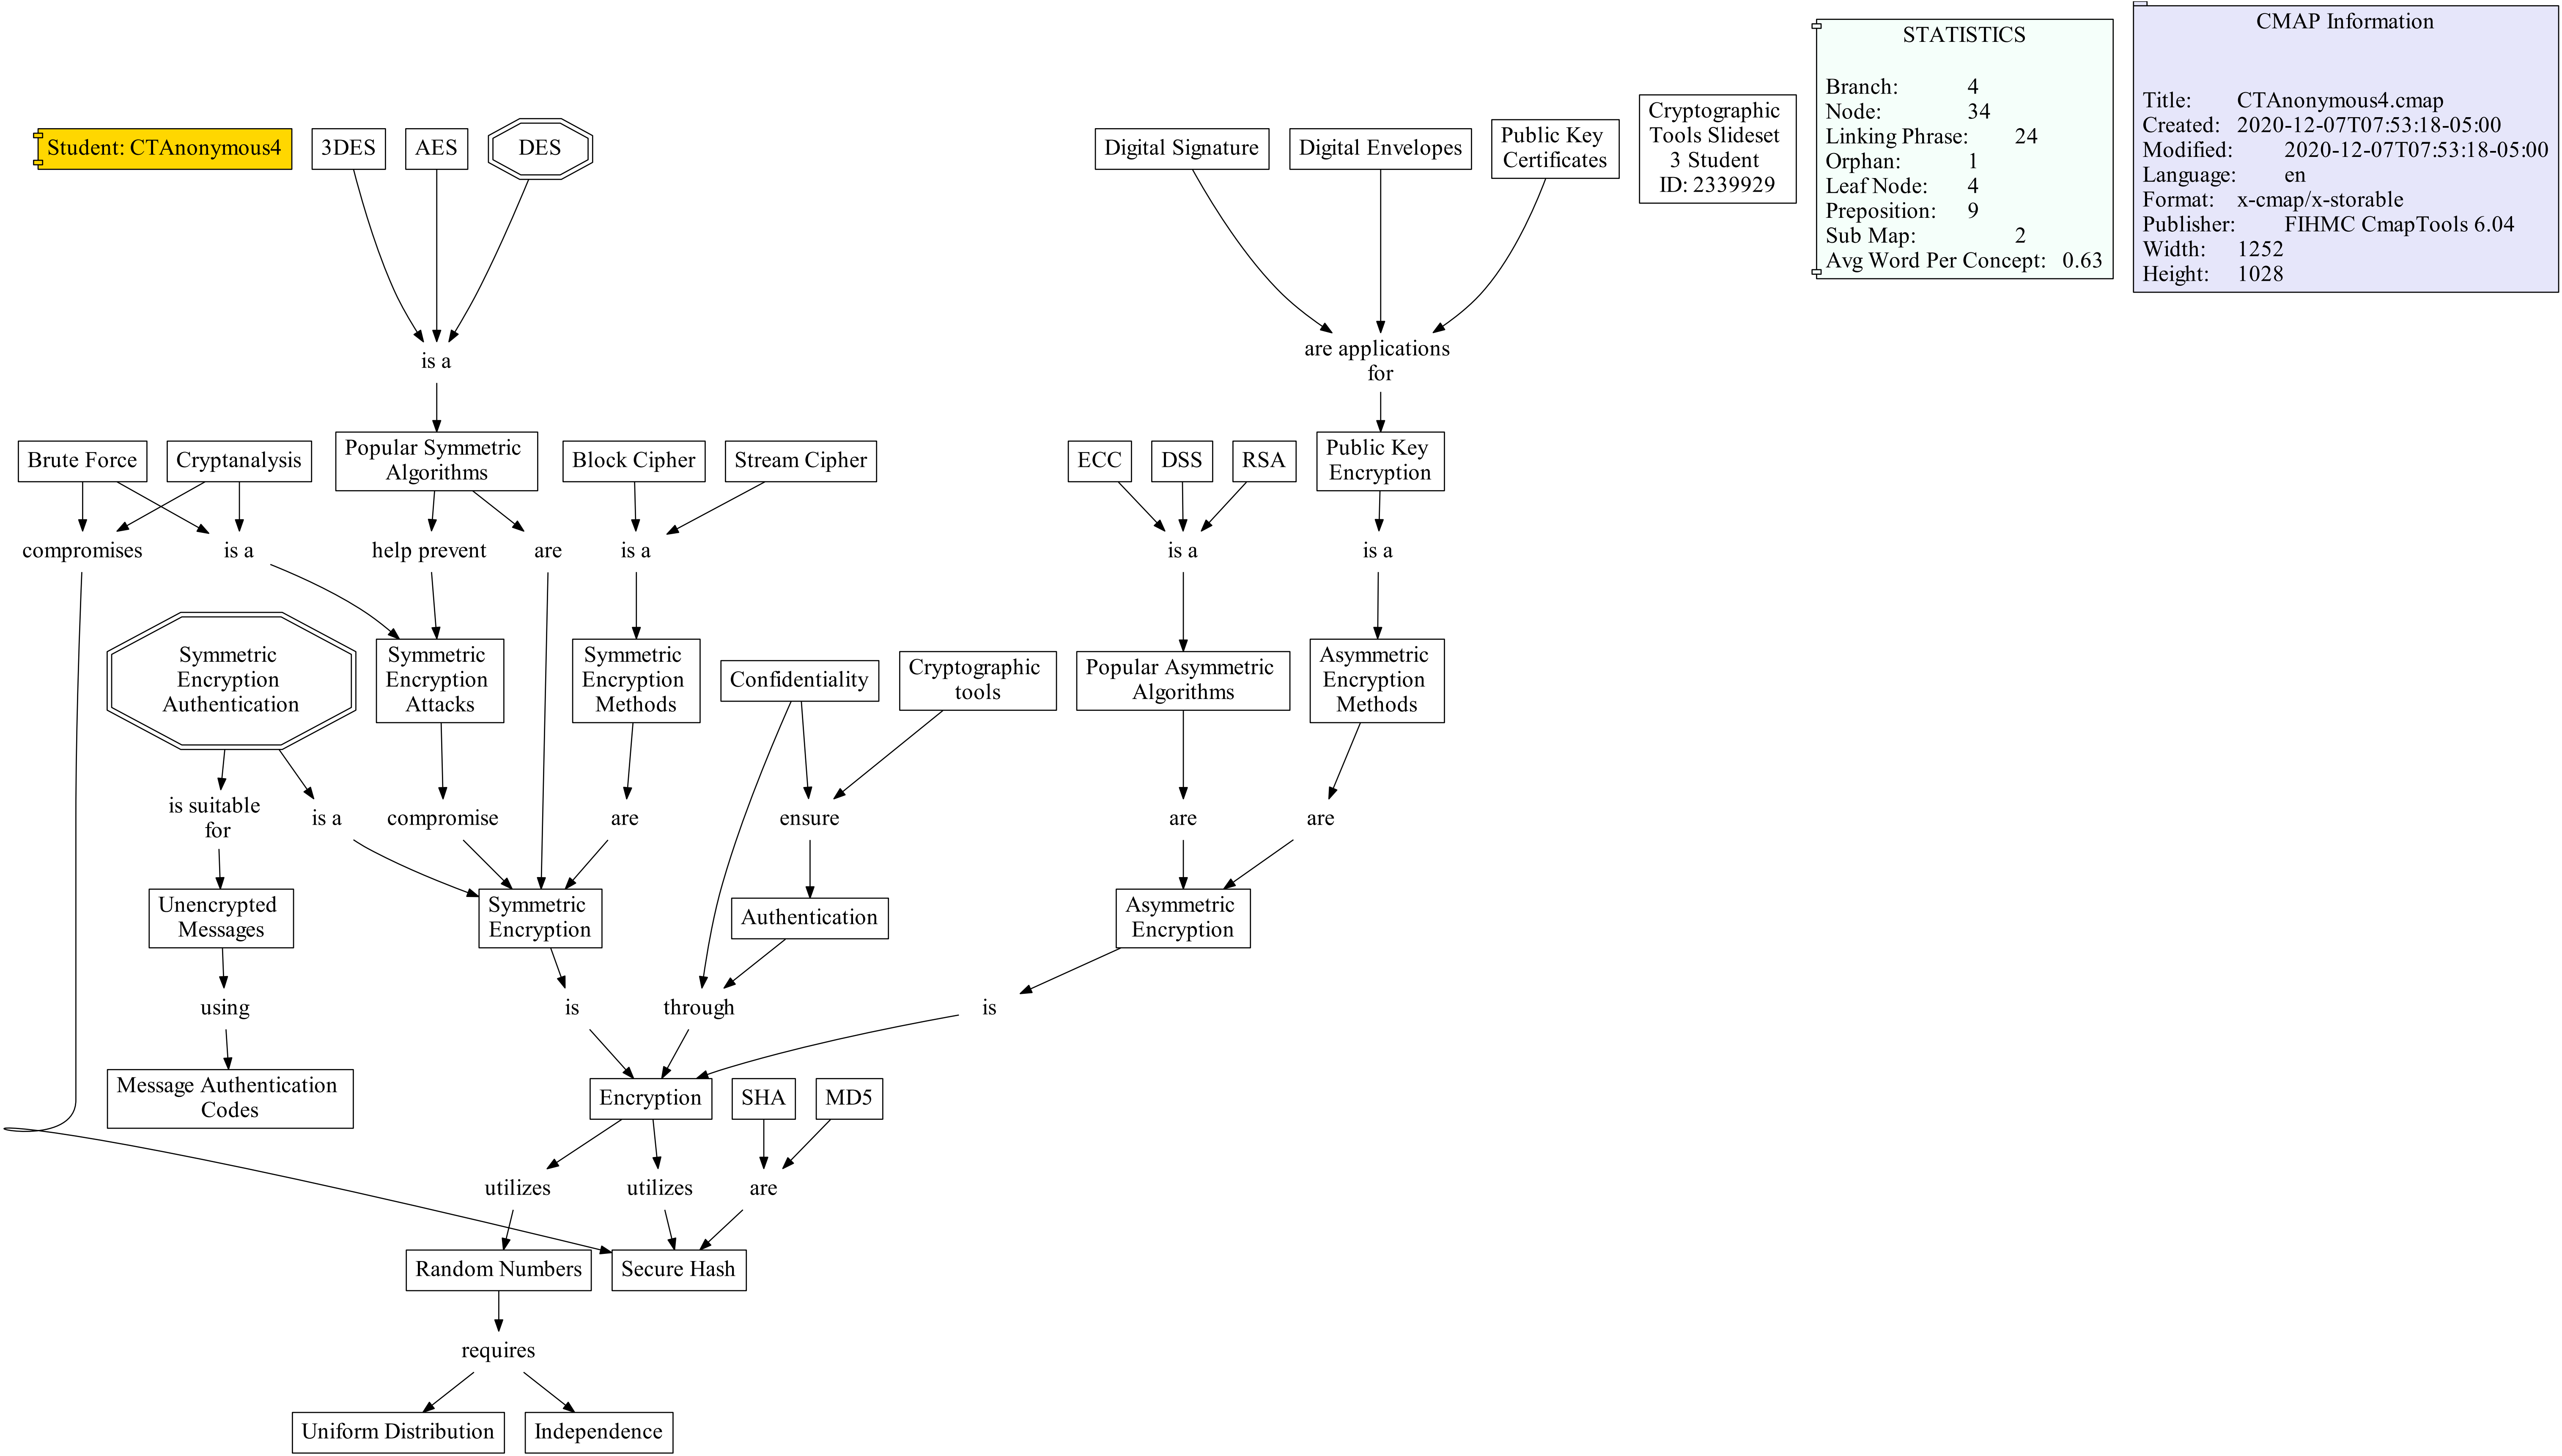 STATISTICS
Branch: 4
Node: 34
Linking Phrase: 24
Orphan: 1
Leaf Node: 4
Preposition: 9
Sub Map: 2
Avg Word Per Concept: 0.63
CMAP Information
Title: CTAnonymous4.cmap
Created: 2020-12-07T07:53:18-05:00
Modified: 2020-12-07T07:53:18-05:00
Language: en
Format: x-cmap/x-storable
Publisher: FIHMC CmapTools 6.04
Width: 1252
Height: 1028
Student: CTAnonymous4
3DES
AES
DES
Digital Signature
Digital Envelopes
Public Key
Certificates
Cryptographic
Tools Slideset
3 Student
ID: 2339929
is a
are applications
for
Brute Force
Cryptanalysis
Popular Symmetric
Algorithms
Block Cipher
Stream Cipher
ECC
DSS
RSA
Public Key
Encryption
compromises
is a
help prevent
are
is a
is a
is a
Symmetric
Encryption
Authentication
Symmetric
Encryption
Attacks
Symmetric
Encryption
Methods
Confidentiality
Cryptographic
tools
Popular Asymmetric
Algorithms
Asymmetric
Encryption
Methods
is suitable
for
is a
compromise
are
ensure
are
are
Unencrypted
Messages
Symmetric
Encryption
Authentication
Asymmetric
Encryption
using
is
through
is
Message Authentication
Codes
Encryption
SHA
MD5
utilizes
utilizes
are
Random Numbers
Secure Hash
requires
Uniform Distribution
Independence